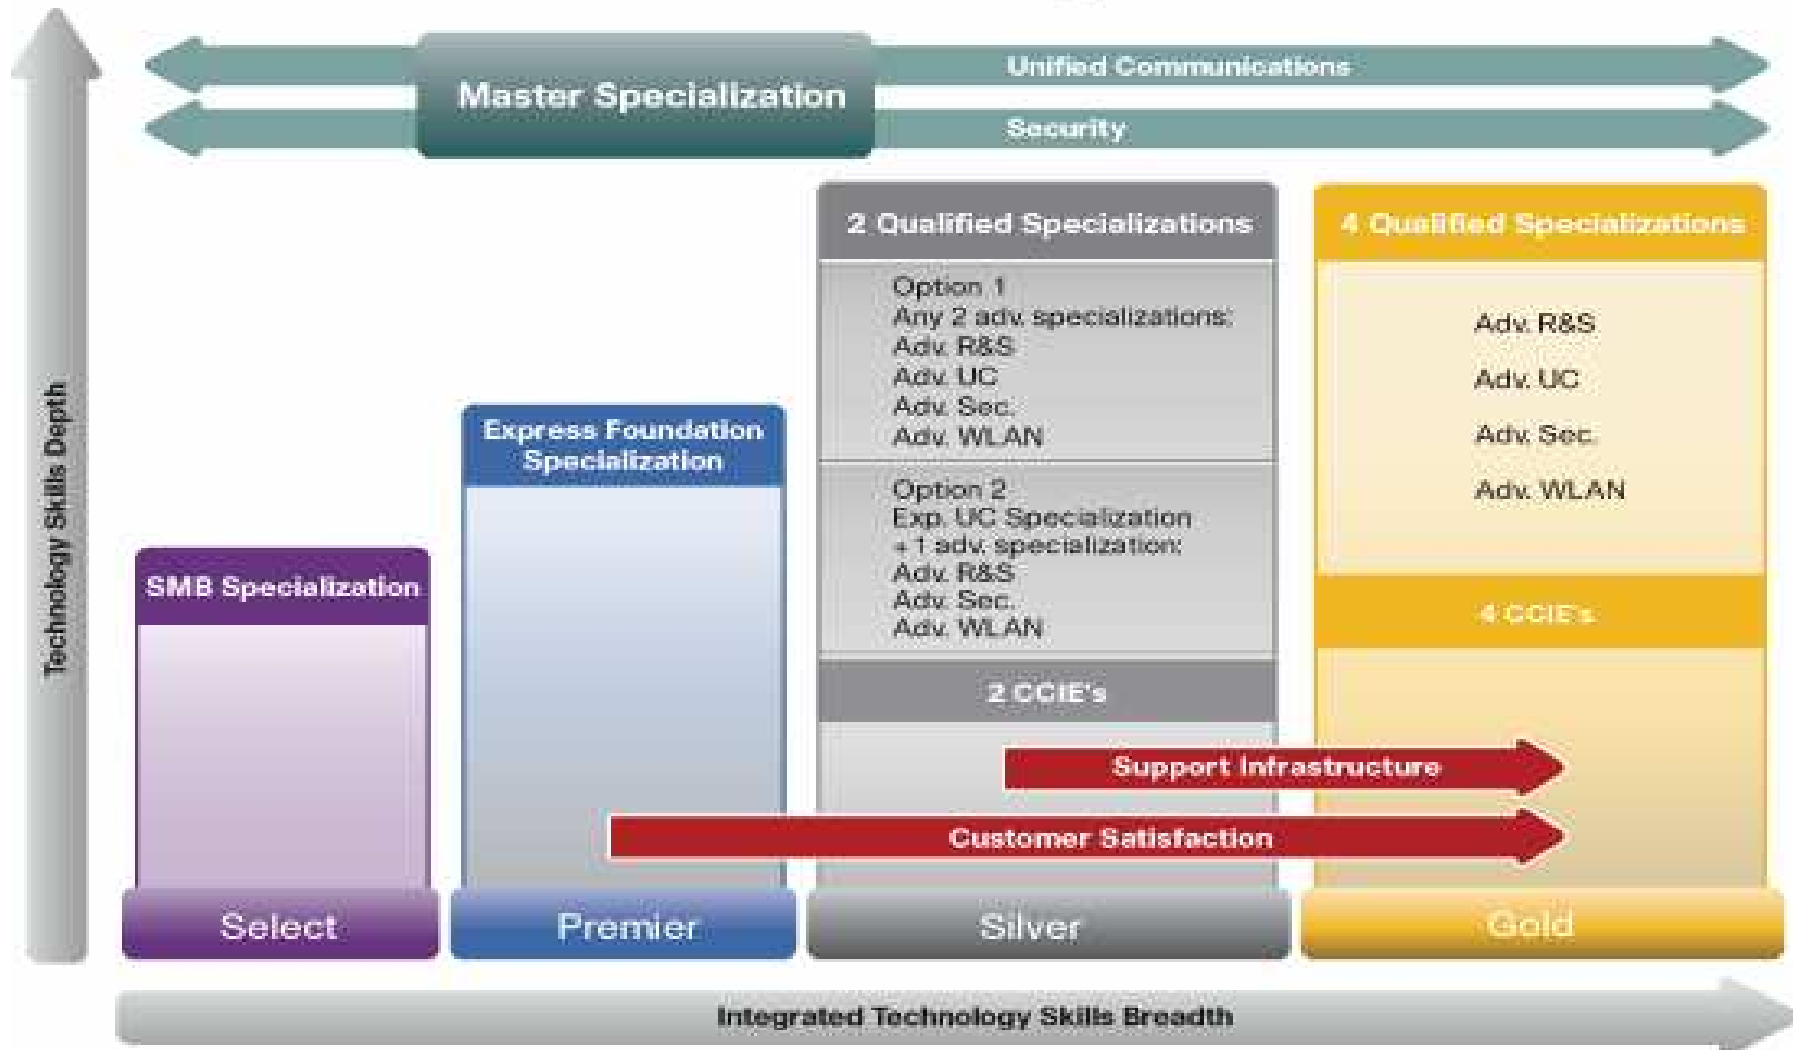 Unified Communications
Master Specialization
Security
2 Qualified Specializations
Option 1
Any 2 adv. specializations:
Adv. R&S
Adv. UC
Adv. Sec.
Adv. WLAN
Option 2
Exp. UC Specialization
+1 adv. specialization:
Adv. R&S
Adv. Sec.
Adv. WLAN
2 CCIE's
4 Qualified Specializations
Adv. R&S
Adv. UC
Adv. Sec.
Adv. WLAN
4 CCIE's
Express Foundation
Specialization
SMB Specialization
Technology Skills Depth
Support Infrastructure
Customer Satisfaction
Select
Premier
Silver
Gold
Integrated Technology Skills Breadth